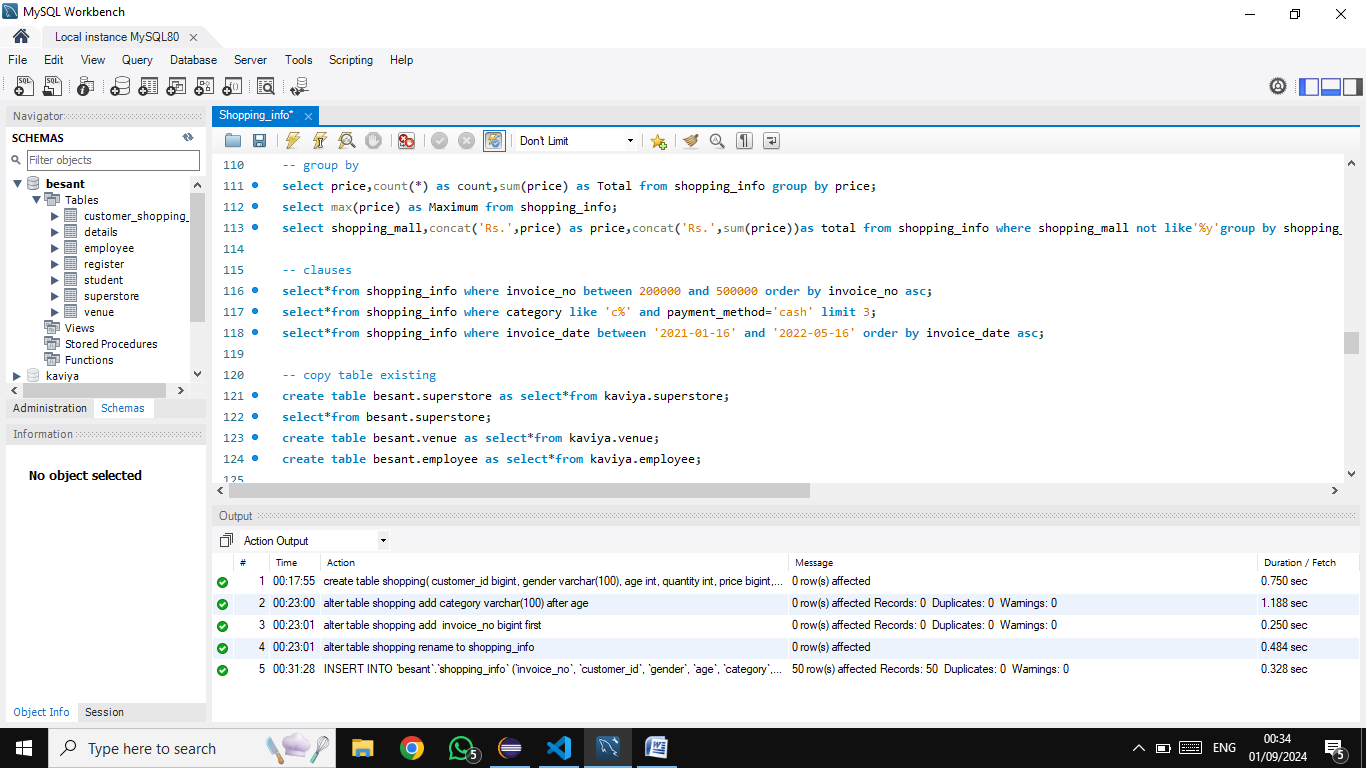 MySQL Workbench
Local instance MySQL80
File Edit View Query Database Server Tools Scripting Help
Navigator
SCHEMAS
Filter objects
besant
Tables
customer_shopping_
details
employee
register
student
superstore
venue
Views
Stored Procedures
Functions
kaviya
Administration Schemas
Information
No object selected
Object Info Session
Shopping_info*
Don't Limit
110 -- group by
111 select price,count(*) as count,sum(price) as Total from shopping_info group by price;
112 select max(price) as Maximum from shopping_info;
113 select shopping_mall,concat('Rs.',price) as price,concat('Rs.',sum(price))as total from shopping_info where shopping_mall not like'%y'group by shopping_
114
115 -- clauses
116 select*from shopping_info where invoice_no between 200000 and 500000 order by invoice_no asc;
117 select*from shopping_info where category like 'c%' and payment_method='cash' limit 3;
118 select*from shopping_info where invoice_date between '2021-01-16' and '2022-05-16' order by invoice_date asc;
119
120 -- copy table existing
121 create table besant.superstore as select*from kaviya.superstore;
122 select*from besant.superstore;
123 create table besant.venue as select*from kaviya.venue;
124 create table besant.employee as select*from kaviya.employee;
125
Output
Action Output
# Time Action Message Duration / Fetch
1 00:17:55 create table shopping( customer_id bigint, gender varchar(100), age int, quantity int, price bigint,... 0 row(s) affected 0.750 sec
2 00:23:00 alter table shopping add category varchar(100) after age 0 row(s) affected Records: 0 Duplicates: 0 Warnings: 0 1.188 sec
3 00:23:01 alter table shopping add invoice_no bigint first 0 row(s) affected Records: 0 Duplicates: 0 Warnings: 0 0.250 sec
4 00:23:01 alter table shopping rename to shopping_info 0 row(s) affected 0.484 sec
5 00:31:28 INSERT INTO `besant`.`shopping_info` (`invoice_no`, `customer_id`, `gender`, `age`, `category`,... 50 row(s) affected Records: 50 Duplicates: 0 Warnings: 0 0.328 sec
Type here to search
5
ENG
00:34
01/09/2024
5